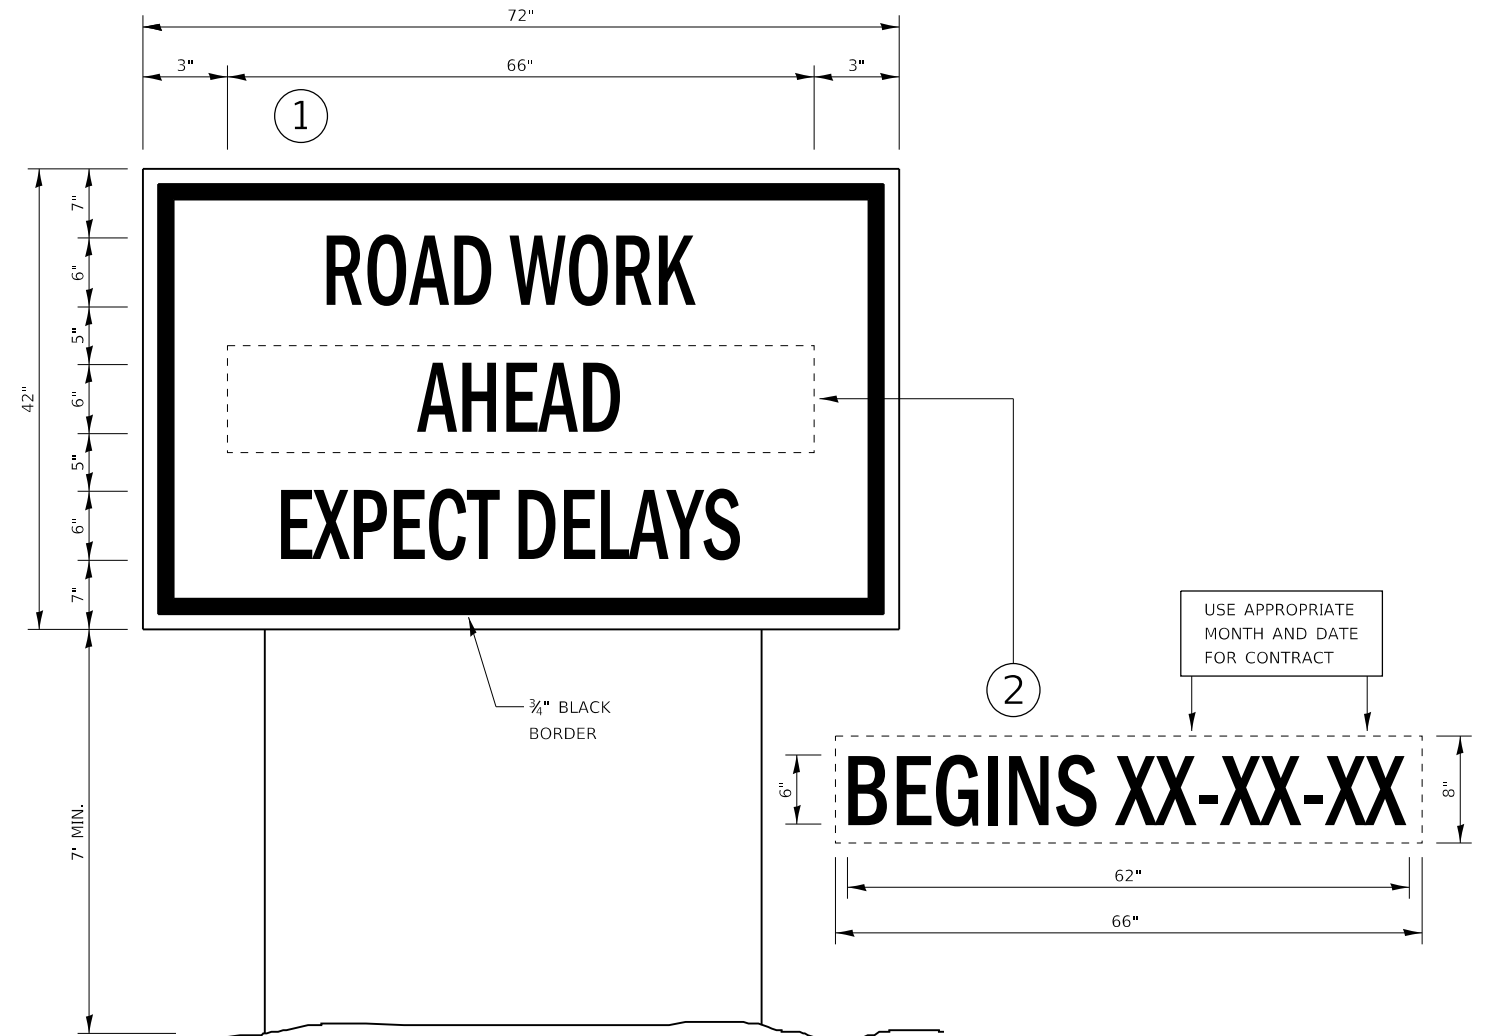 72"
3" 66" 3"
1
7"
6"
5"
6"
5"
6"
7"
42"
ROAD WORK
AHEAD
EXPECT DELAYS
¾" BLACK
BORDER
7' MIN.
2
USE APPROPRIATE
MONTH AND DATE
FOR CONTRACT
6"
BEGINS XX-XX-XX
8"
62"
66"